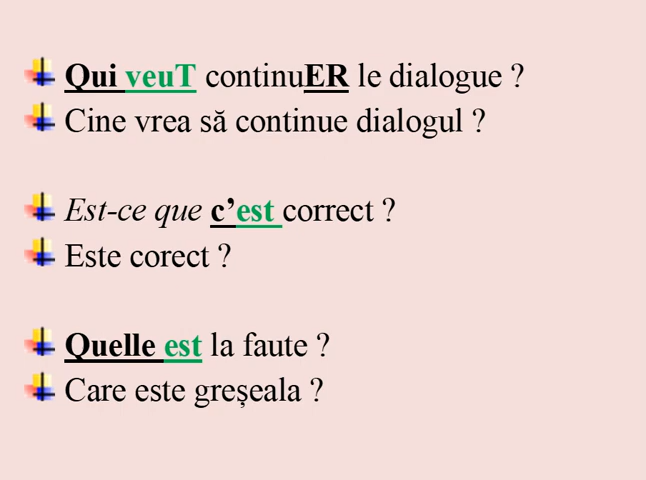 Qui veuT continuER le dialogue ?
Cine vrea să continue dialogul ?
Est-ce que c’est correct ?
Este corect ?
Quelle est la faute ?
Care este greșeala ?